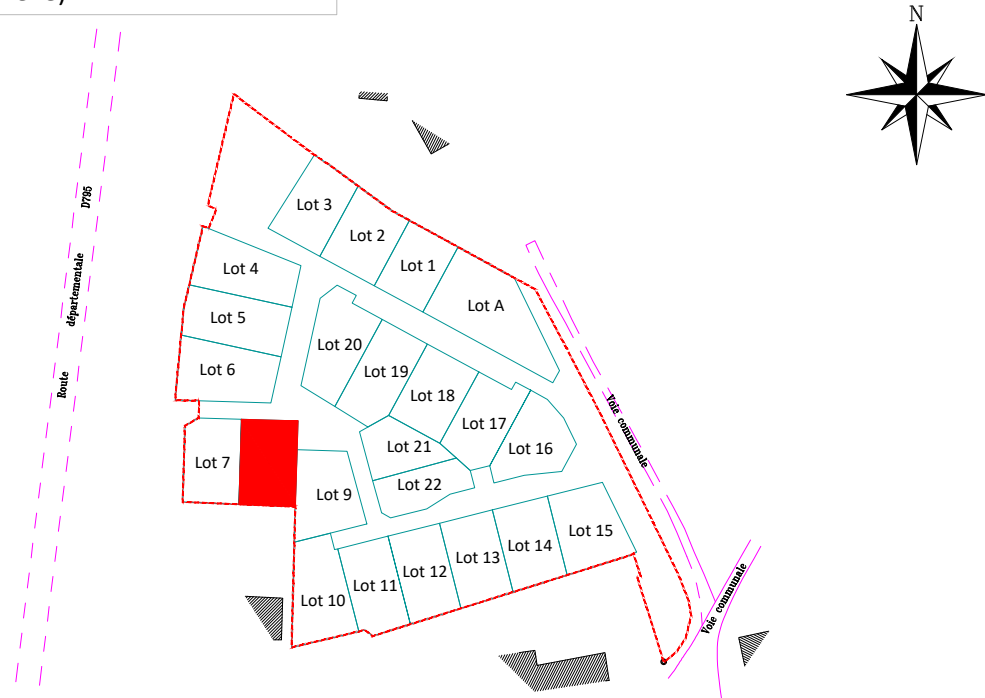 N
D795
départementale
Route
Lot 3
Lot 2
Lot 1
Lot A
Lot 4
Lot 5
Lot 6
Lot 20
Lot 19
Lot 18
Lot 17
Lot 16
Lot 21
Lot 22
Lot 7
Lot 9
Lot 15
Lot 14
Lot 13
Lot 12
Lot 11
Lot 10
Voie communale
Voie communale